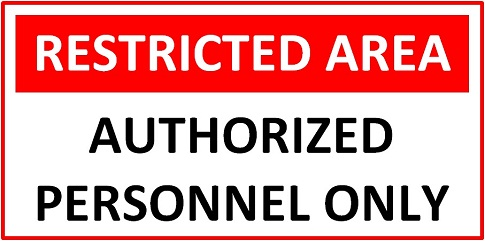 RESTRICTED AREA
AUTHORIZED
PERSONNEL ONLY